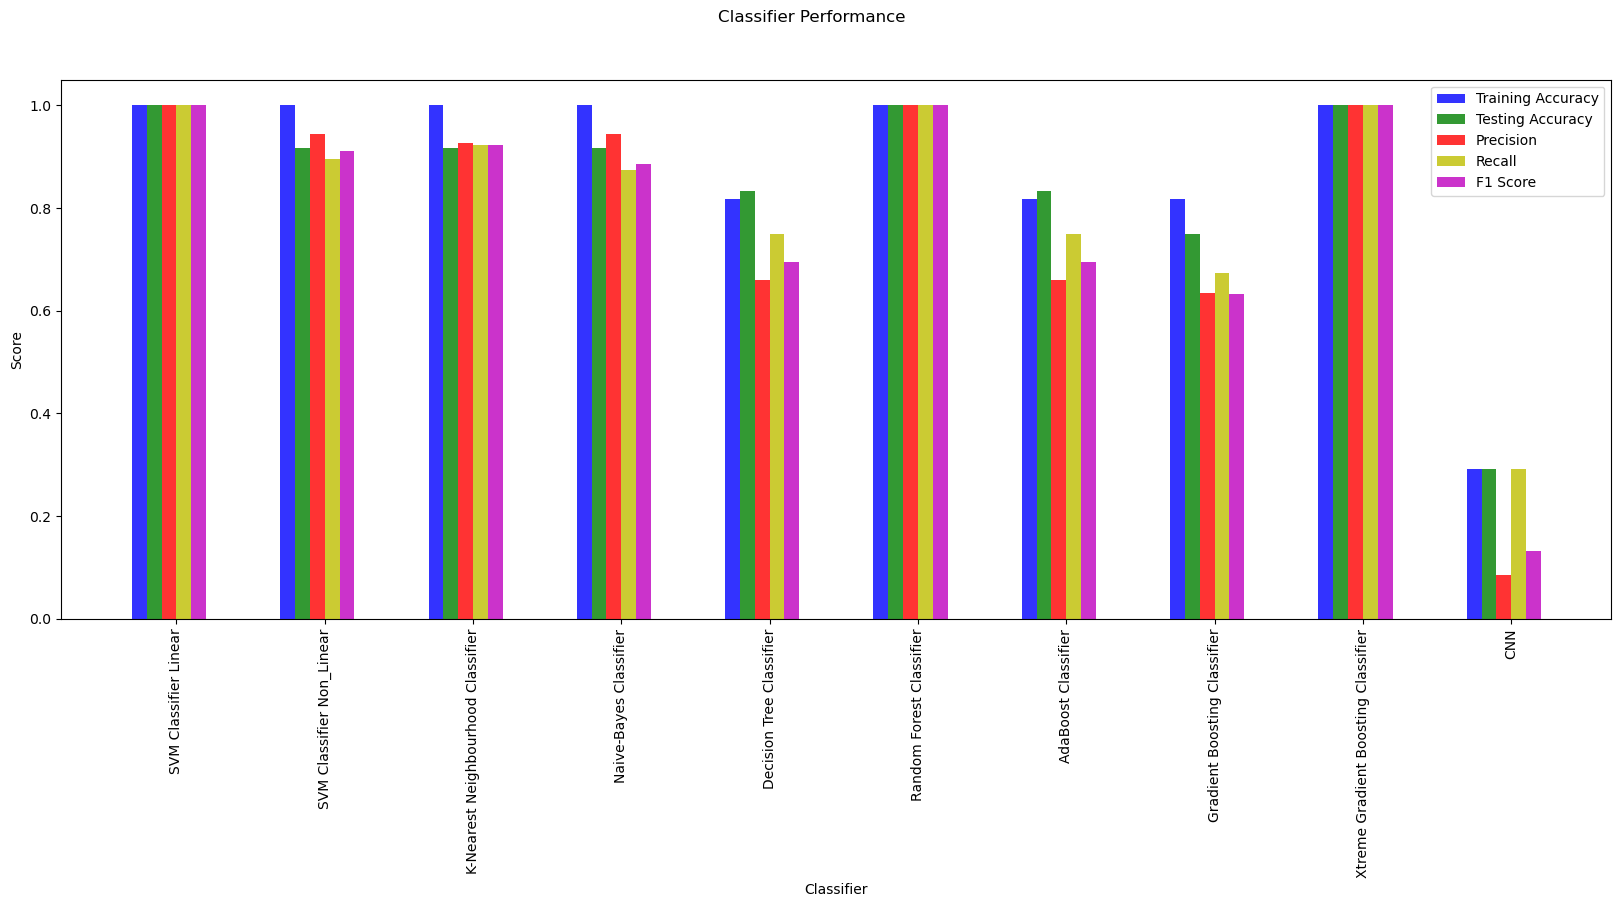 Classifier Performance
Training Accuracy
Testing Accuracy
Precision
Recall
F1 Score
1.0
0.8
0.6
0.4
0.2
0.0
Score
SVM Classifier Linear
SVM Classifier Non_Linear
K-Nearest Neighbourhood Classifier
Naive-Bayes Classifier
Decision Tree Classifier
Random Forest Classifier
AdaBoost Classifier
Gradient Boosting Classifier
Xtreme Gradient Boosting Classifier
CNN
Classifier